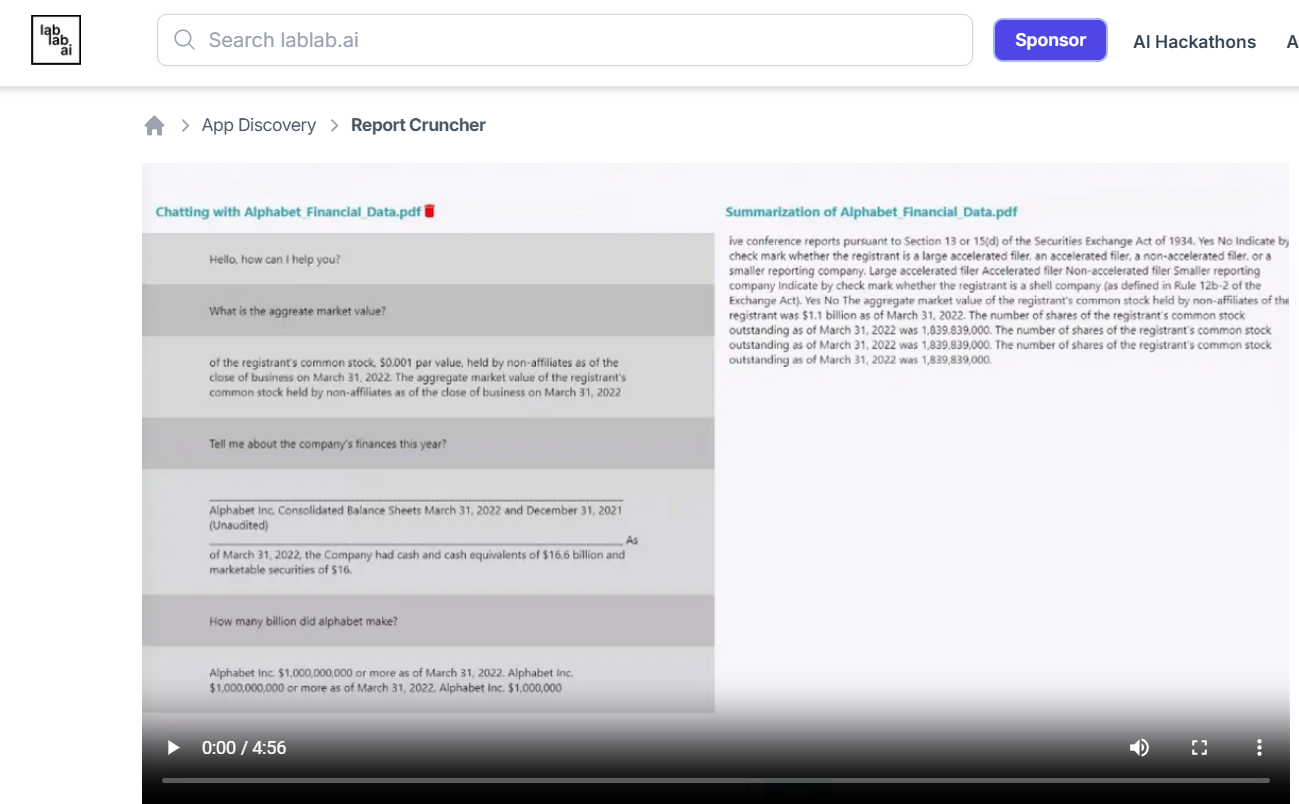 lab
lab
ai
Search lablab.ai
Sponsor
AI Hackathons
A
App Discovery
Report Cruncher
Chatting with Alphabet_Financial_Data.pdf
Hello, how can I help you?
What is the aggreate market value?
of the registrant's common stock, $0.001 par value, held by non-affiliates as of the
close of business on March 31, 2022. The aggregate market value of the registrant's
common stock held by non-affiliates as of the close of business on March 31, 2022
Tell me about the company's finances this year?
Alphabet Inc. Consolidated Balance Sheets March 31, 2022 and December 31, 2021
(Unaudited)
As
of March 31, 2022, the Company had cash and cash equivalents of $16.6 billion and
marketable securities of $16.
How many billion did alphabet make?
Alphabet Inc. $1,000,000,000 or more as of March 31, 2022. Alphabet Inc.
$1,000,000,000 or more as of March 31, 2022. Alphabet Inc. $1,000,000
Summarization of Alphabet_Financial_Data.pdf
ive conference reports pursuant to Section 13 or 15(d) of the Securities Exchange Act of 1934. Yes No Indicate by
check mark whether the registrant is a large accelerated filer, an accelerated filer, a non-accelerated filer, or a
smaller reporting company. Large accelerated filer Accelerated filer Non-accelerated filer Smaller reporting
company Indicate by check mark whether the registrant is a shell company (as defined in Rule 12b-2 of the
Exchange Act). Yes No The aggregate market value of the registrant's common stock held by non-affiliates of the
registrant was $1.1 billion as of March 31, 2022. The number of shares of the registrant's common stock
outstanding as of March 31, 2022 was 1,839,839,000. The number of shares of the registrant's common stock
outstanding as of March 31, 2022 was 1,839,839,000. The number of shares of the registrant's common stock
outstanding as of March 31, 2022 was 1,839,839,000.
0:00 / 4:56